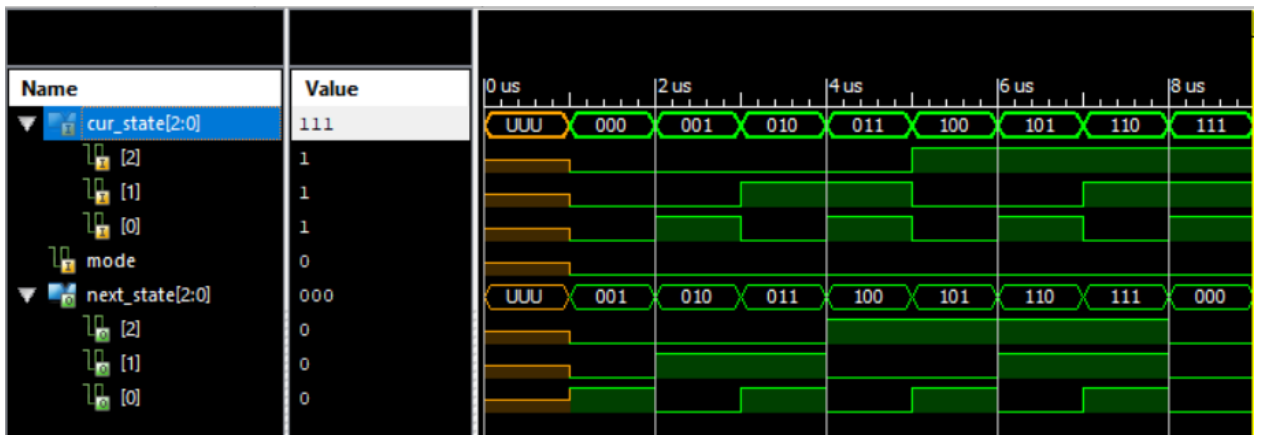 Name Value 0 us 2 us 4 us 6 us 8 us
cur_state[2:0] 111 UUU 000 001 010 011 100 101 110 111
[2] 1
[1] 1
[0] 1
mode 0
next_state[2:0] 000 UUU 001 010 011 100 101 110 111 000
[2] 0
[1] 0
[0] 0